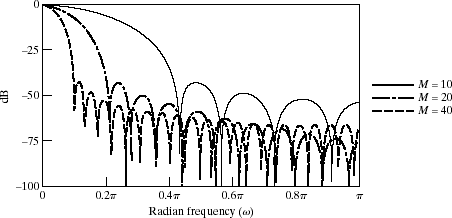 0
−25
−50
−75
−100
dB
0
0.2π
0.4π
0.6π
0.8π
π
Radian frequency (ω)
M = 10
M = 20
M = 40